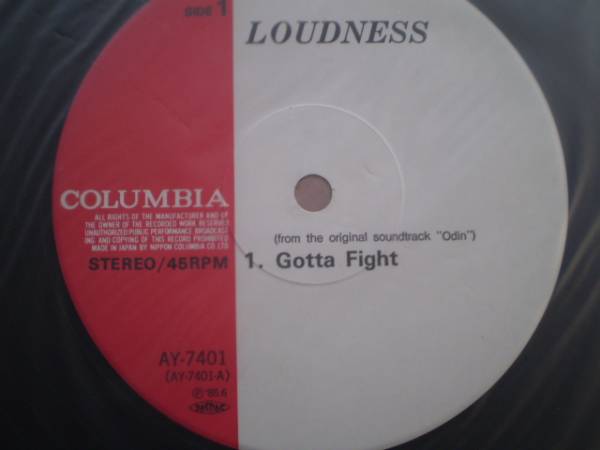 SIDE 1
LOUDNESS
COLUMBIA
ALL RIGHTS OF THE MANUFACTURER AND OF
THE OWNER OF THE RECORDED WORK RESERVED
UNAUTHORIZED PUBLIC PERFORMANCE BROADCAST
ING AND COPYING OF THIS RECORD PROHIBITED
MADE IN JAPAN BY NIPPON COLUMBIA CO. LTD
STEREO/45RPM
(from the original soundtrack "Odin")
1. Gotta Fight
AY-7401
(AY-7401-A)
Ⓟ'85.6